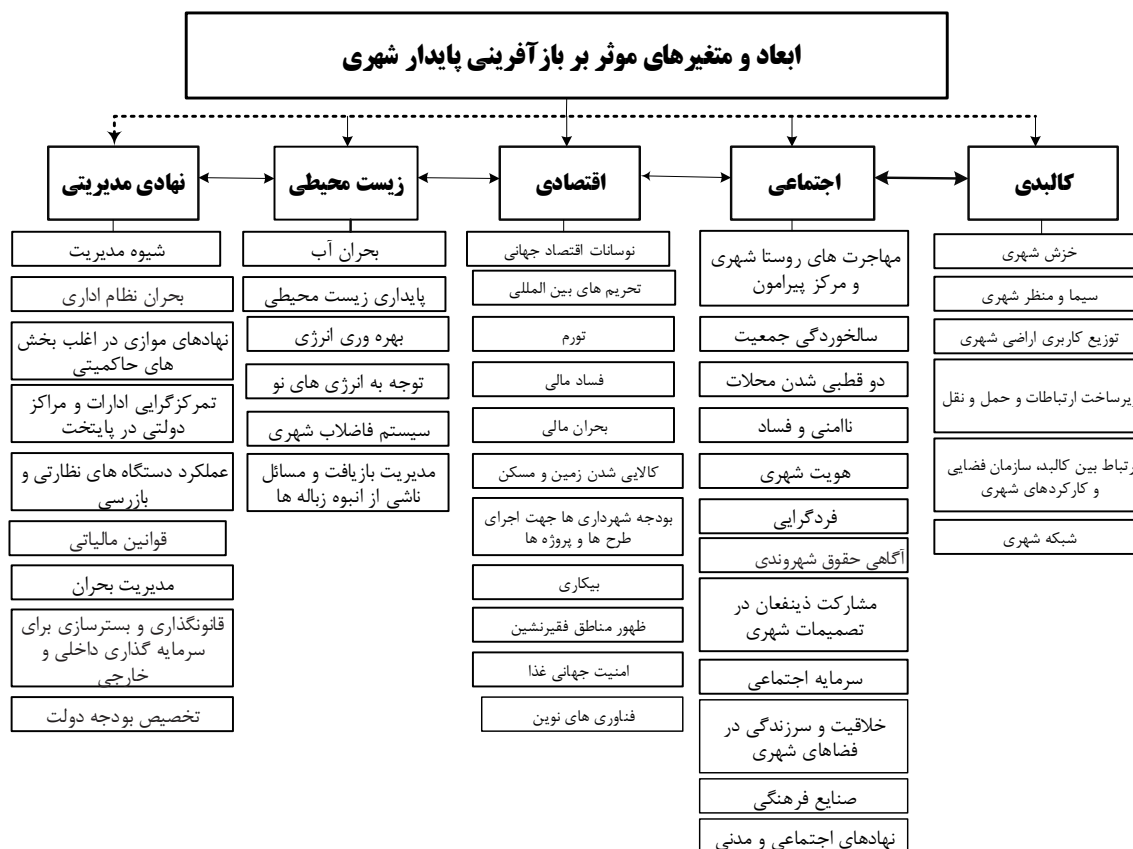 ابعاد و متغیرهای موثر بر بازآفرینی پایدار شهری
کالبدی
خزش شهری
سیما و منظر شهری
توزیع کاربری اراضی شهری
ارتباطات و حمل و نقل
بین کالبد، سازمان فضایی
و کارکردهای شهری
شبکه شهری
اجتماعی
مهاجرت های روستا شهری
و مرکز پیرامون
سالخوردگی جمعیت
دو قطبی شدن محلات
ناامنی و فساد
هویت شهری
فردگرایی
آگاهی حقوق شهروندی
مشارکت ذینفعان در
تصمیمات شهری
سرمایه اجتماعی
خلاقیت و سرزندگی در
فضاهای شهری
صنایع فرهنگی
نهادهای اجتماعی و مدنی
اقتصادی
نوسانات اقتصاد جهانی
تحریم های بین المللی
تورم
فساد مالی
بحران مالی
کالایی شدن زمین و مسکن
بودجه شهرداری ها جهت اجرای
طرح ها و پروژه ها
بیکاری
ظهور مناطق فقیرنشین
امنیت جهانی غذا
فناوری های نوین
زیست محیطی
بحران آب
پایداری زیست محیطی
بهره وری انرژی
توجه به انرژی های نو
سیستم فاضلاب شهری
مدیریت بازیافت و مسائل
ناشی از انبوه زباله ها
نهادی مدیریتی
شیوه مدیریت
بحران نظام اداری
نهادهای موازی در اغلب بخش
های حاکمیتی
تمرکزگرایی ادارات و مراکز
دولتی در پایتخت
عملکرد دستگاه های نظارتی و
بازرسی
قوانین مالیاتی
مدیریت بحران
قانونگذاری و بسترسازی برای
سرمایه گذاری داخلی و
خارجی
تخصیص بودجه دولت